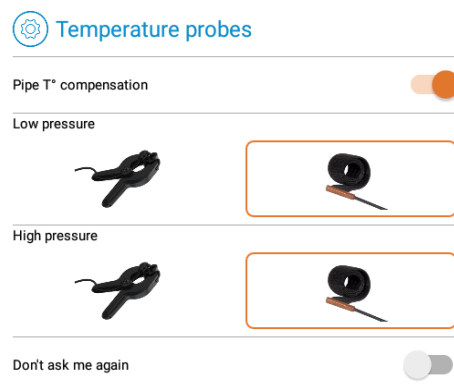 Temperature probes
Pipe T° compensation
Low pressure
High pressure
Don't ask me again